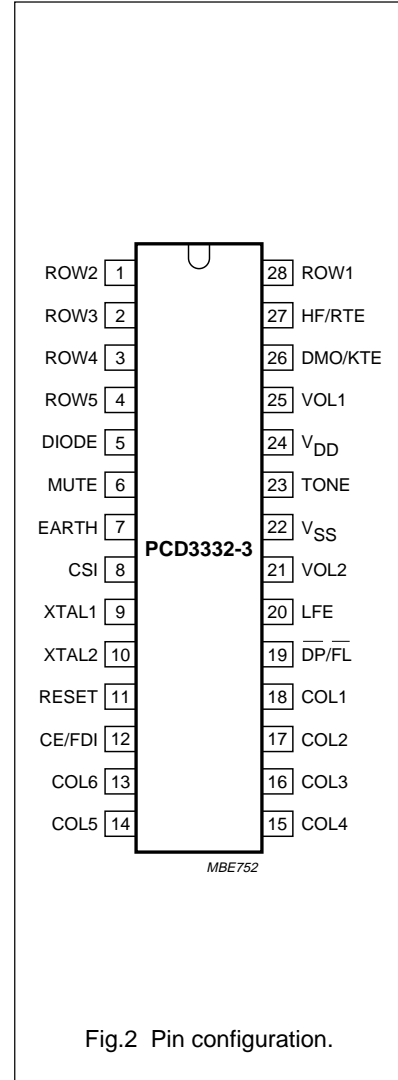 ROW2 1 28 ROW1
ROW3 2 27 HF/RTE
ROW4 3 26 DMO/KTE
ROW5 4 25 VOL1
DIODE 5 24 VDD
MUTE 6 23 TONE
EARTH 7 22 VSS
PCD3332-3
CSI 8 21 VOL2
XTAL1 9 20 LFE
XTAL2 10 19 D̅P̅/F̅L̅
RESET 11 18 COL1
CE/FDI 12 17 COL2
COL6 13 16 COL3
COL5 14 15 COL4
MBE752
Fig.2 Pin configuration.